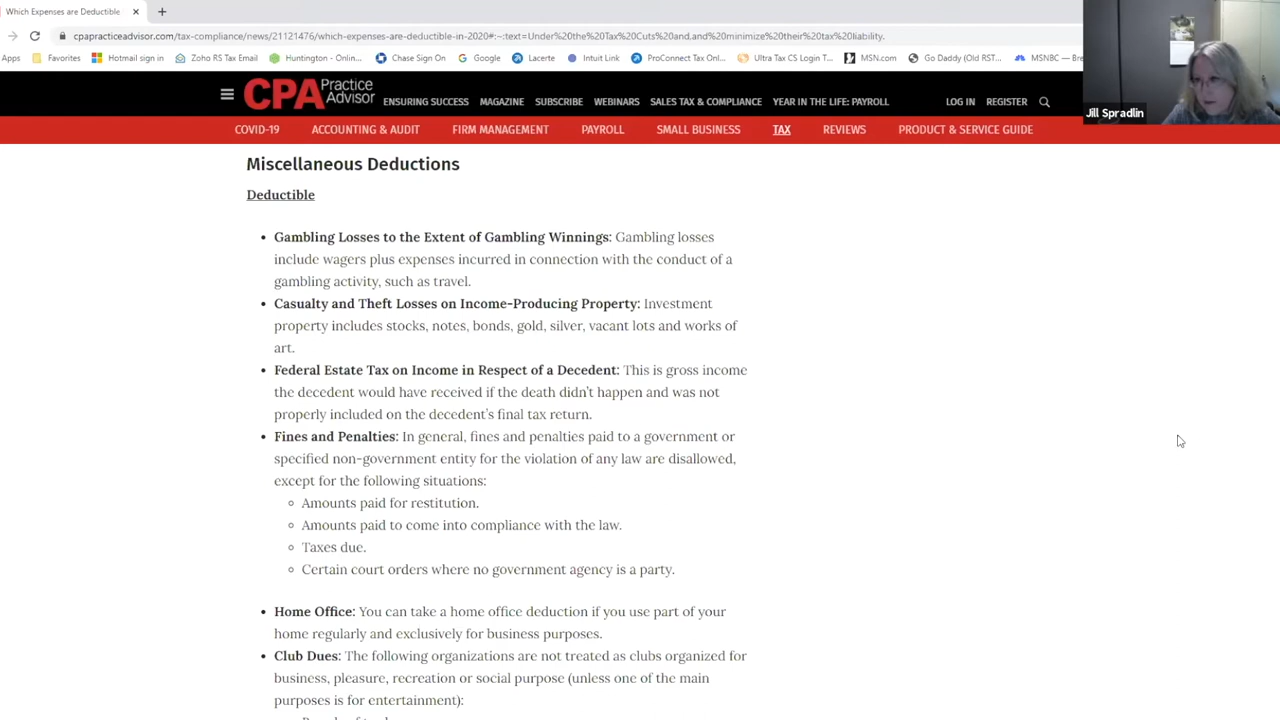 Which Expenses are Deductible
cpapracticeadvisor.com/tax-compliance/news/21121476/which-expenses-are-deductible-in-2020#:~:text=Under%20the%20Tax%20Cuts%20and,and%20minimize%20their%20tax%20liability.
Apps Favorites Hotmail sign in Zoho RS Tax Email Huntington - Onlin... Chase Sign On Google Lacerte Intuit Link ProConnect Tax Onl... Ultra Tax CS Login T... MSN.com Go Daddy (Old RST... MSNBC — Bre
Jill Spradlin
CPA Practice Advisor
ENSURING SUCCESS MAGAZINE SUBSCRIBE WEBINARS SALES TAX & COMPLIANCE YEAR IN THE LIFE: PAYROLL LOG IN REGISTER
COVID-19 ACCOUNTING & AUDIT FIRM MANAGEMENT PAYROLL SMALL BUSINESS TAX REVIEWS PRODUCT & SERVICE GUIDE
Miscellaneous Deductions
Deductible
• Gambling Losses to the Extent of Gambling Winnings: Gambling losses
include wagers plus expenses incurred in connection with the conduct of a
gambling activity, such as travel.
• Casualty and Theft Losses on Income-Producing Property: Investment
property includes stocks, notes, bonds, gold, silver, vacant lots and works of
art.
• Federal Estate Tax on Income in Respect of a Decedent: This is gross income
the decedent would have received if the death didn't happen and was not
properly included on the decedent's final tax return.
• Fines and Penalties: In general, fines and penalties paid to a government or
specified non-government entity for the violation of any law are disallowed,
except for the following situations:
◦ Amounts paid for restitution.
◦ Amounts paid to come into compliance with the law.
◦ Taxes due.
◦ Certain court orders where no government agency is a party.
• Home Office: You can take a home office deduction if you use part of your
home regularly and exclusively for business purposes.
• Club Dues: The following organizations are not treated as clubs organized for
business, pleasure, recreation or social purpose (unless one of the main
purposes is for entertainment):